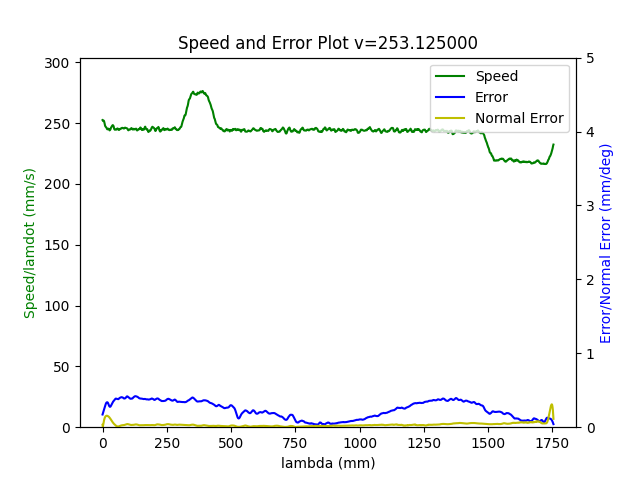 Speed and Error Plot v=253.125000
300
250
200
150
100
50
0
Speed/lamdot (mm/s)
Speed
Error
Normal Error
5
4
3
2
1
0
Error/Normal Error (mm/deg)
0 250 500 750 1000 1250 1500 1750
lambda (mm)